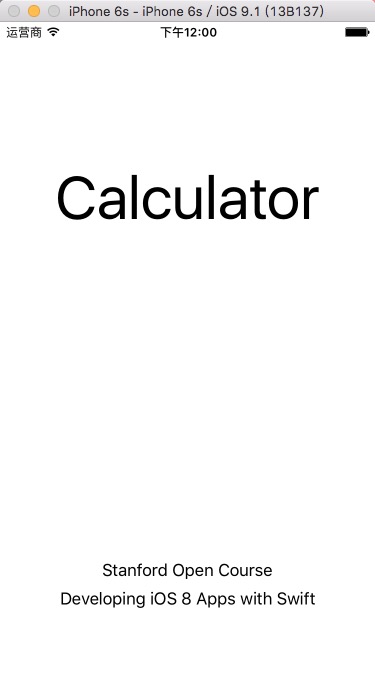 iPhone 6s - iPhone 6s / iOS 9.1 (13B137)
运营商 下午12:00
Calculator
Stanford Open Course
Developing iOS 8 Apps with Swift